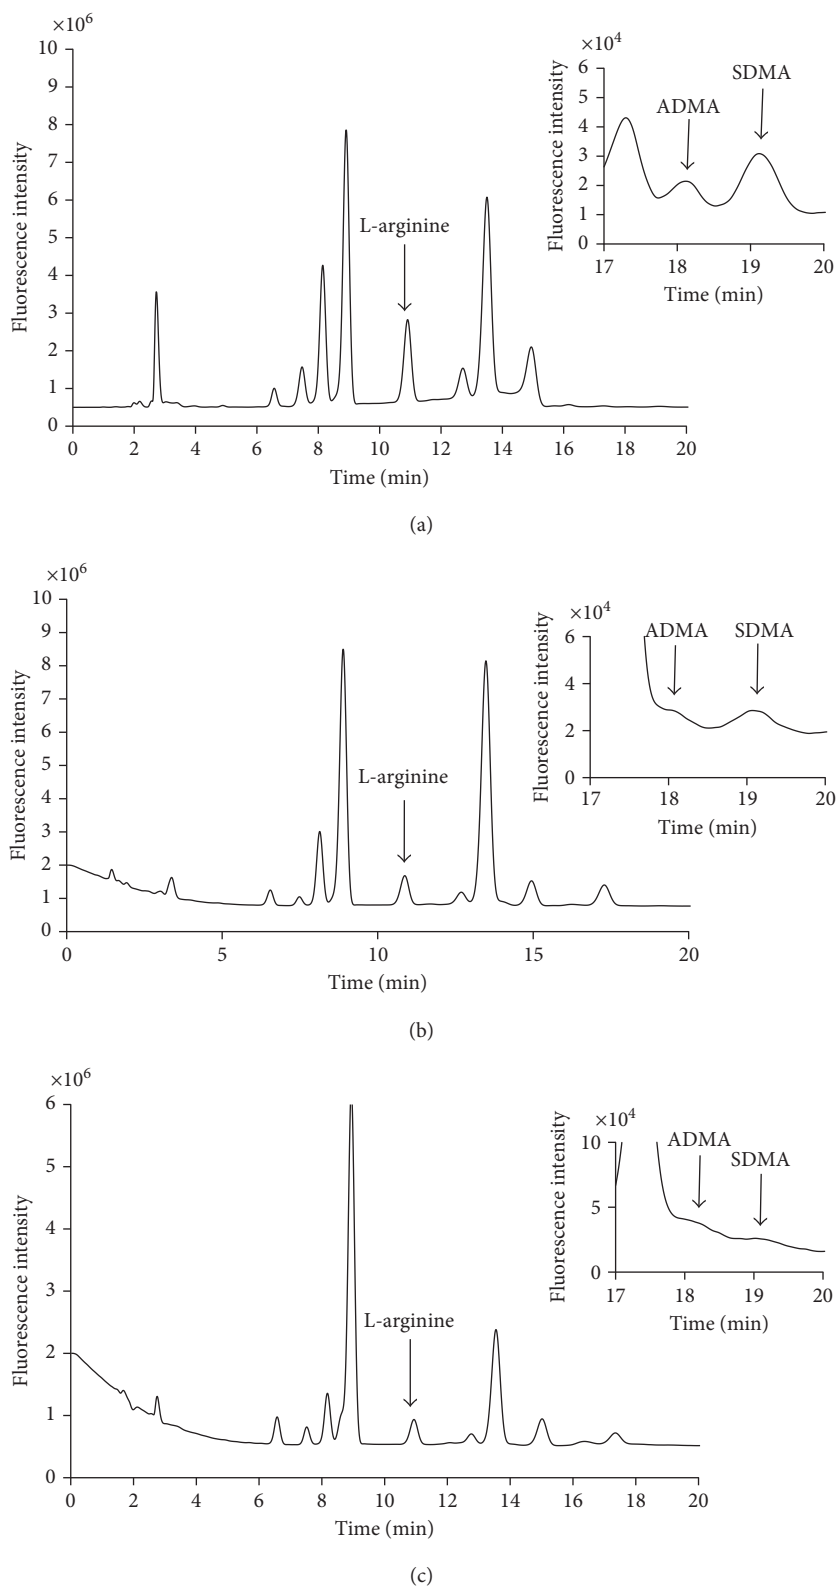 ×10⁶
10
9
8
7
6
5
4
3
2
1
0
Fluorescence intensity
L-arginine
0 2 4 6 8 10 12 14 16 18 20
Time (min)
×10⁴
6
5
4
3
2
1
0
Fluorescence intensity
ADMA
SDMA
17 18 19 20
Time (min)
(a)
×10⁶
10
9
8
7
6
5
4
3
2
1
0
Fluorescence intensity
L-arginine
0 5 10 15 20
Time (min)
×10⁴
6
4
2
0
Fluorescence intensity
ADMA SDMA
17 18 19 20
Time (min)
(b)
×10⁶
6
5
4
3
2
1
0
Fluorescence intensity
L-arginine
0 2 4 6 8 10 12 14 16 18 20
Time (min)
×10⁴
10
5
0
Fluorescence intensity
ADMA
SDMA
17 18 19 20
Time (min)
(c)